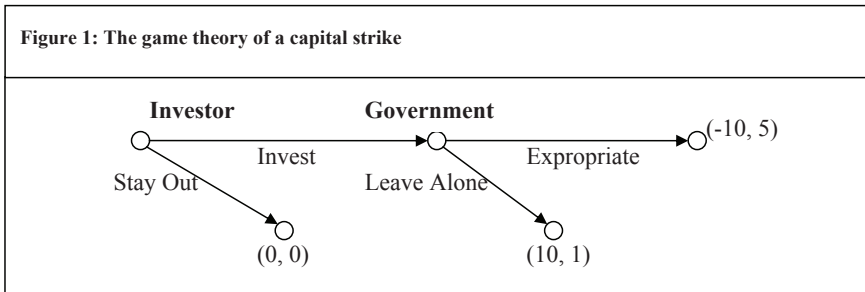 Figure 1: The game theory of a capital strike
Investor Government
(-10, 5)
Invest Expropriate
Stay Out Leave Alone
(0, 0) (10, 1)